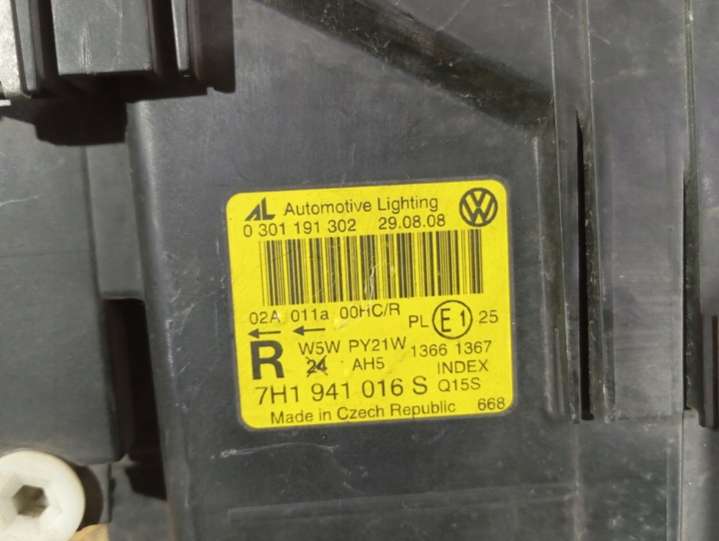 AL Automotive Lighting
0 301 191 302 29.08.08
02A 011a 00HC/R
PL E1 25
R W5W PY21W 1366 1367
24 AH5 INDEX
7H1 941 016 S Q15S
Made in Czech Republic 668